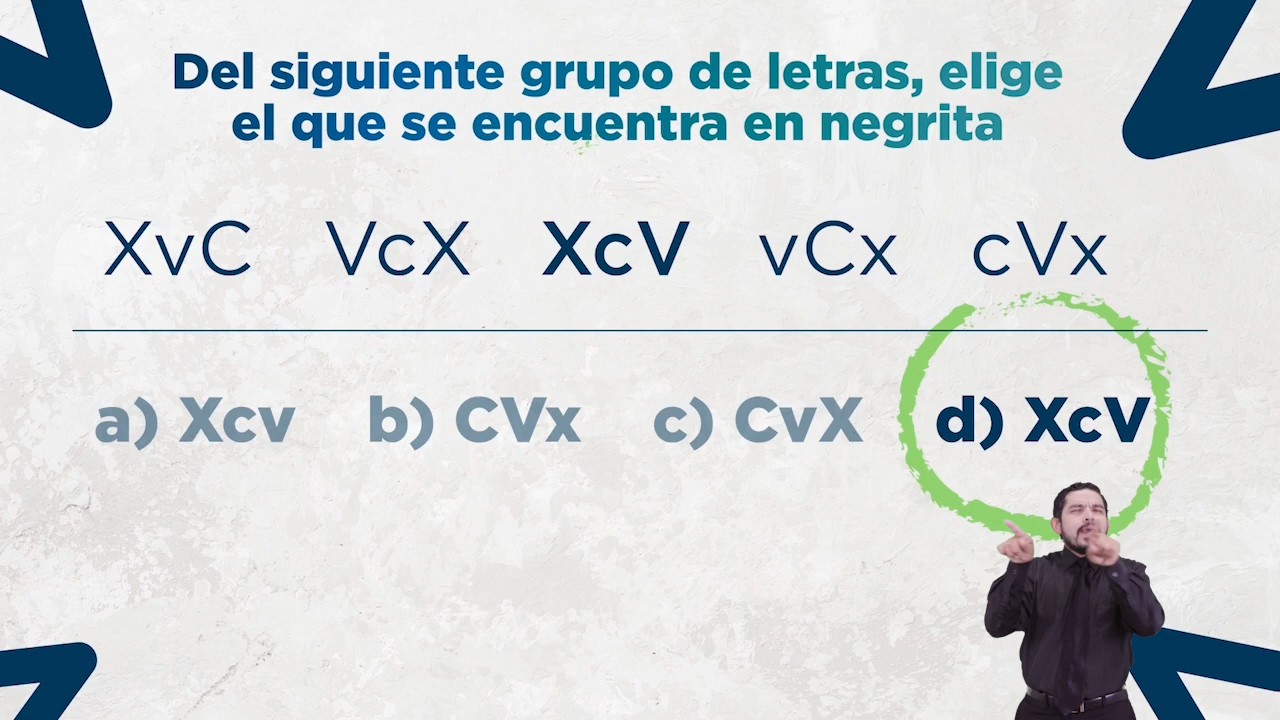 Del siguiente grupo de letras, elige
el que se encuentra en negrita
XvC VcX XcV vCx cVx
a) Xcv b) CVx c) CvX d) XcV